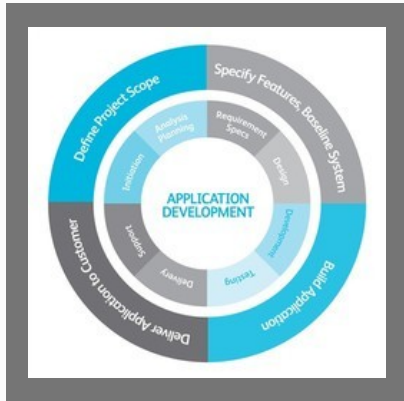 Define Project Scope
Specify Features, Baseline System
Build Application
Deliver Application to Customer
Initiation
Analysis
Planning
Requirement
Specs
Design
Development
Testing
Delivery
Support
APPLICATION
DEVELOPMENT